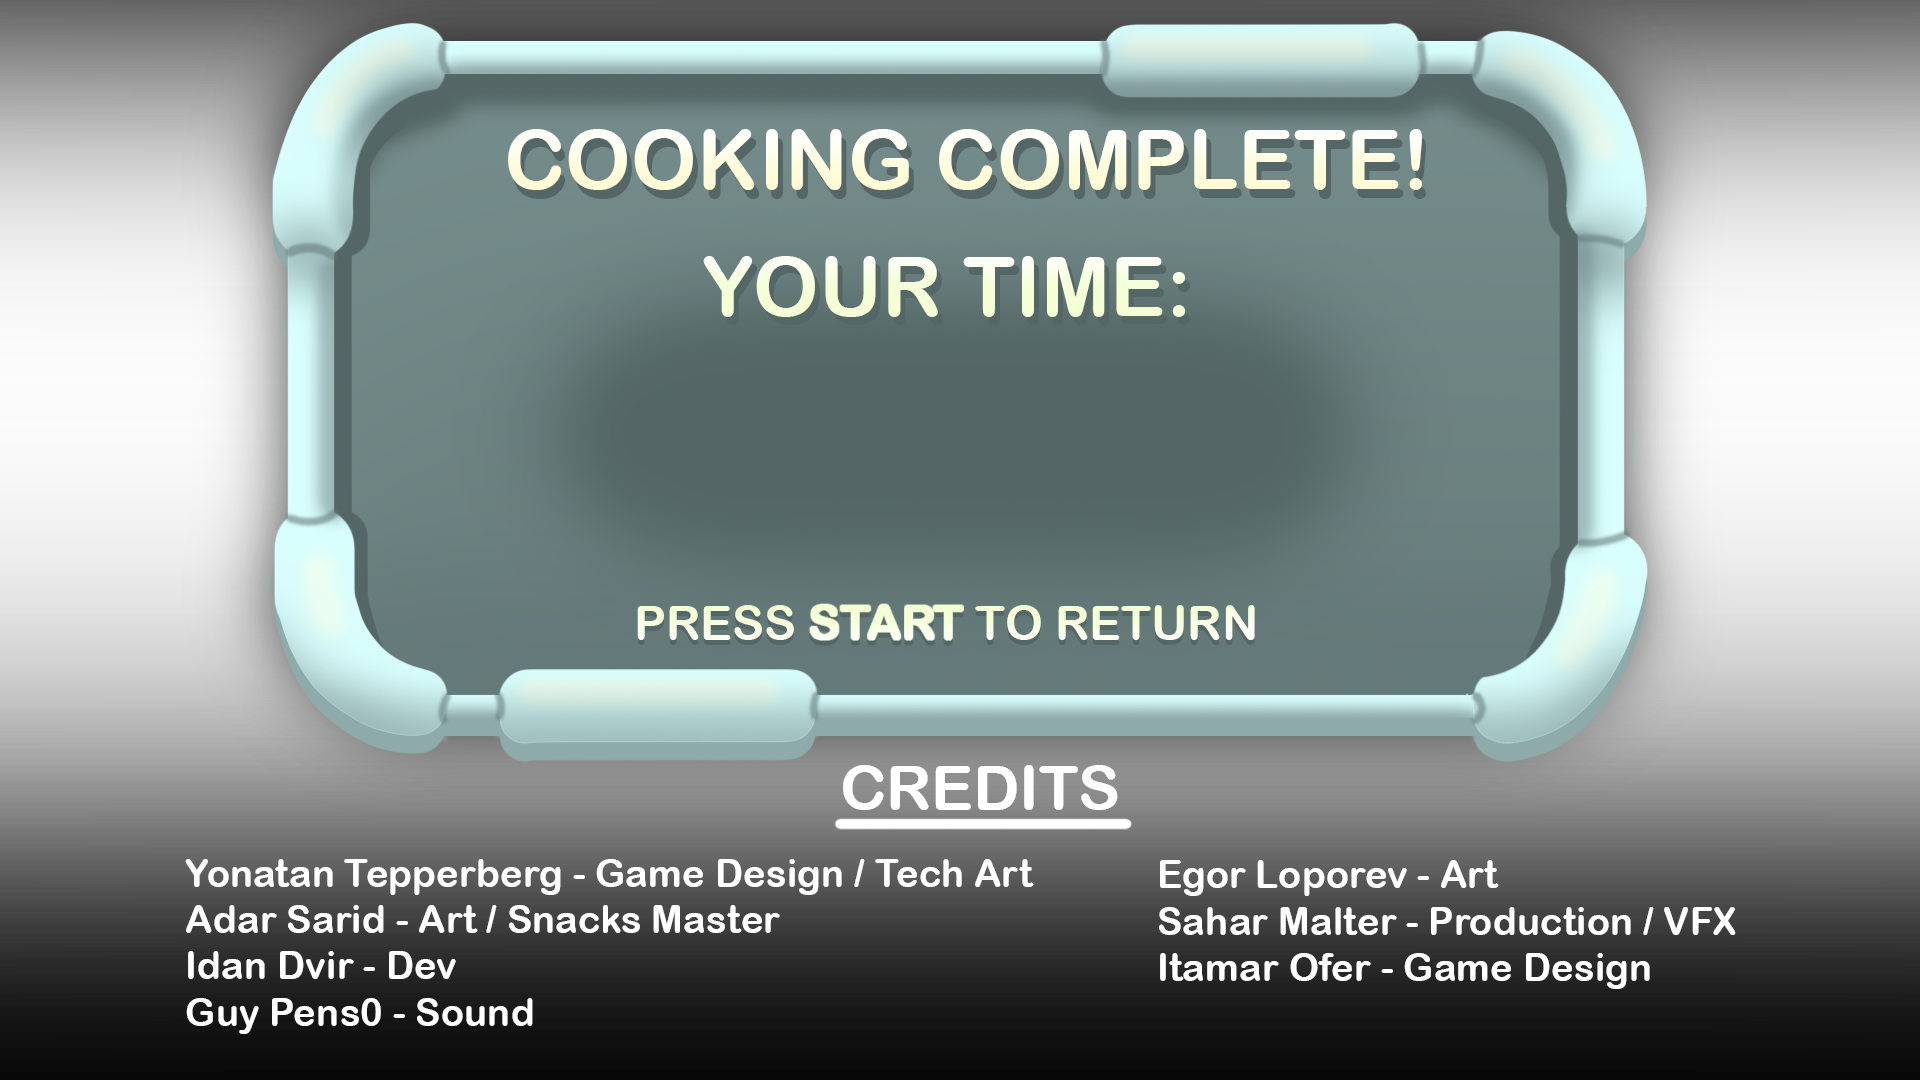 COOKING COMPLETE!
YOUR TIME:
PRESS START TO RETURN
CREDITS
Yonatan Tepperberg - Game Design / Tech Art
Adar Sarid - Art / Snacks Master
Idan Dvir - Dev
Guy Pens0 - Sound
Egor Loporev - Art
Sahar Malter - Production / VFX
Itamar Ofer - Game Design